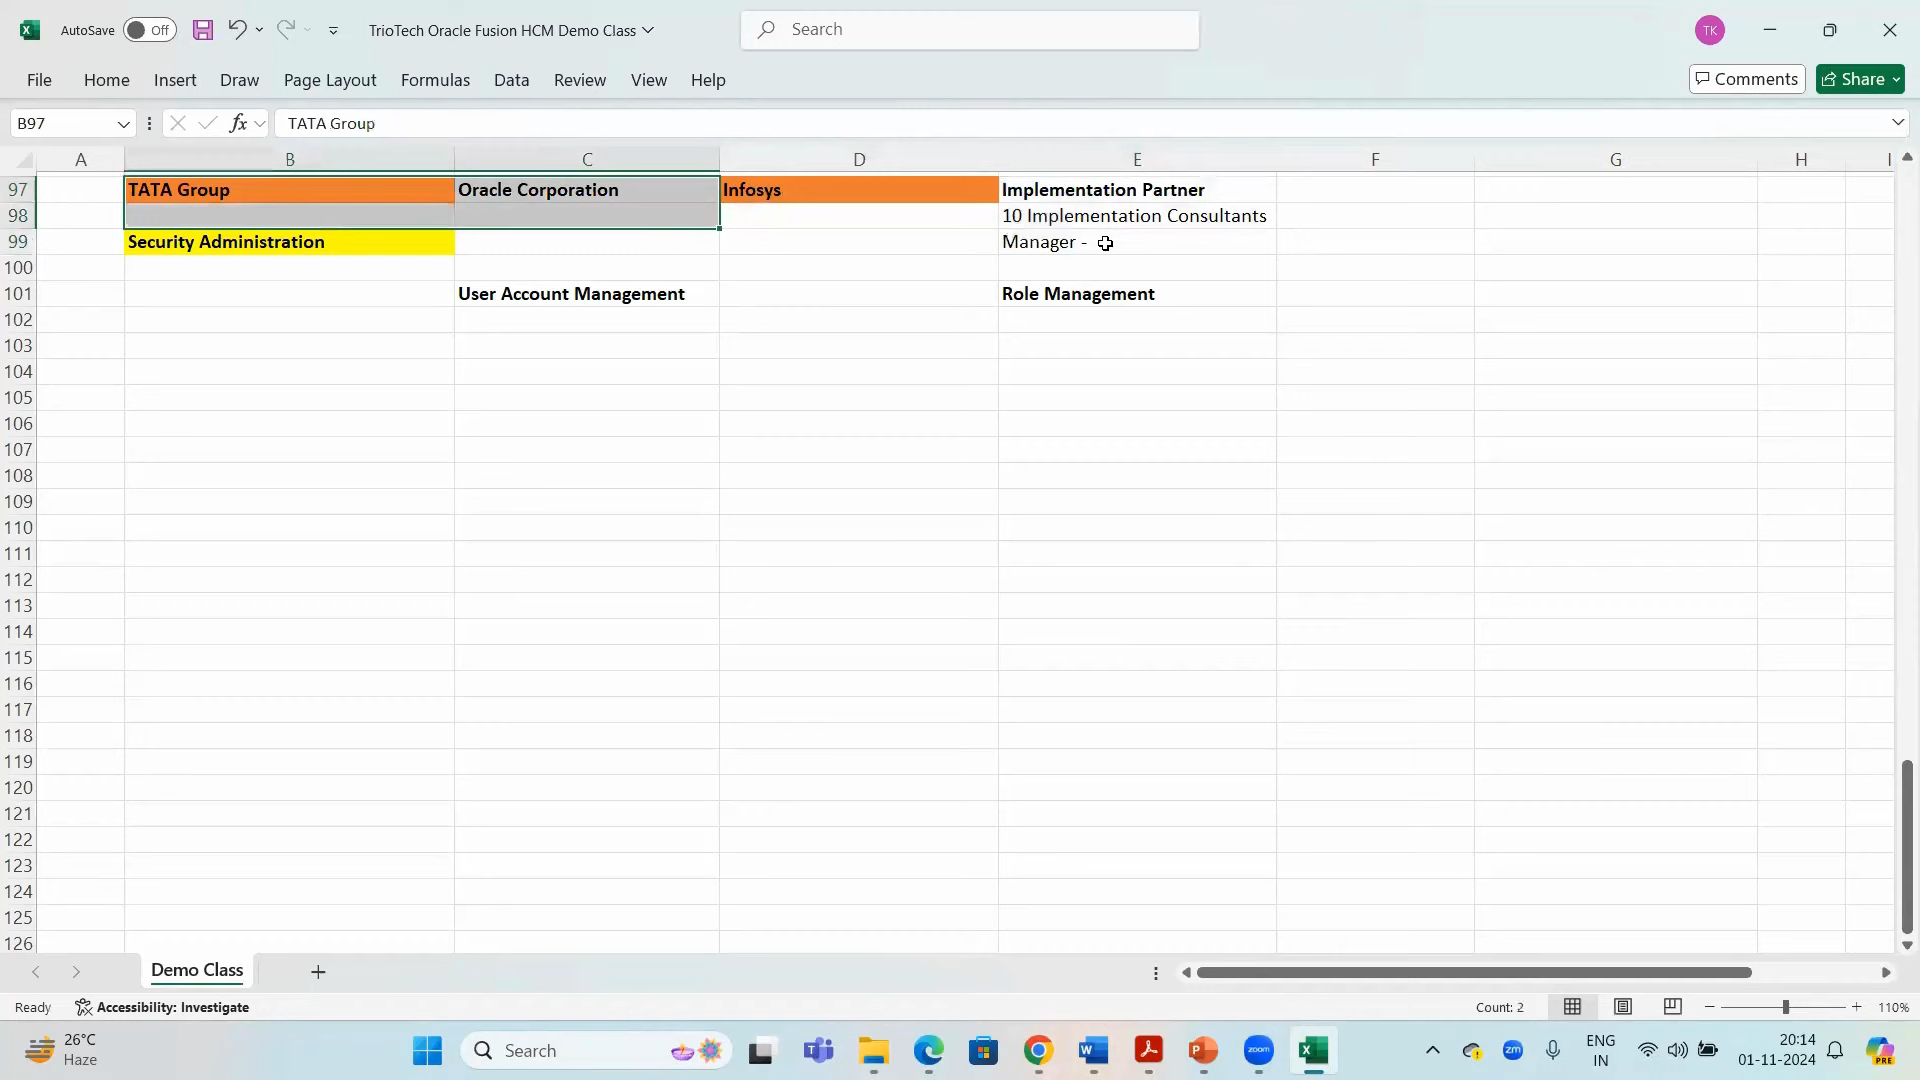 AutoSave Off TrioTech Oracle Fusion HCM Demo Class Search TK
File Home Insert Draw Page Layout Formulas Data Review View Help Comments Share
B97 fx TATA Group
A B C D E F G H I
97 TATA Group Oracle Corporation Infosys Implementation Partner
98 10 Implementation Consultants
99 Security Administration Manager -
100
101 User Account Management Role Management
102
103
104
105
106
107
108
109
110
111
112
113
114
115
116
117
118
119
120
121
122
123
124
125
126
Demo Class
Ready Accessibility: Investigate Count: 2 110%
26°C
Haze
Search
zoom
zm
ENG
IN
20:14
01-11-2024
PRE